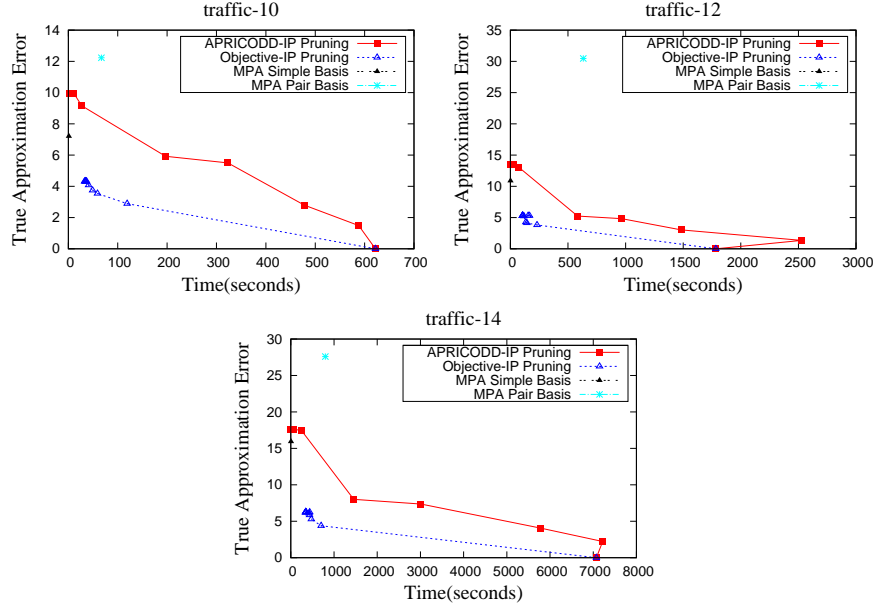 traffic-10
True Approximation Error
14
12
10
8
6
4
2
0
APRICODD-IP Pruning
Objective-IP Pruning
MPA Simple Basis
MPA Pair Basis
0 100 200 300 400 500 600 700
Time(seconds)
traffic-12
True Approximation Error
35
30
25
20
15
10
5
0
APRICODD-IP Pruning
Objective-IP Pruning
MPA Simple Basis
MPA Pair Basis
0 500 1000 1500 2000 2500 3000
Time(seconds)
traffic-14
True Approximation Error
30
25
20
15
10
5
0
APRICODD-IP Pruning
Objective-IP Pruning
MPA Simple Basis
MPA Pair Basis
0 1000 2000 3000 4000 5000 6000 7000 8000
Time(seconds)